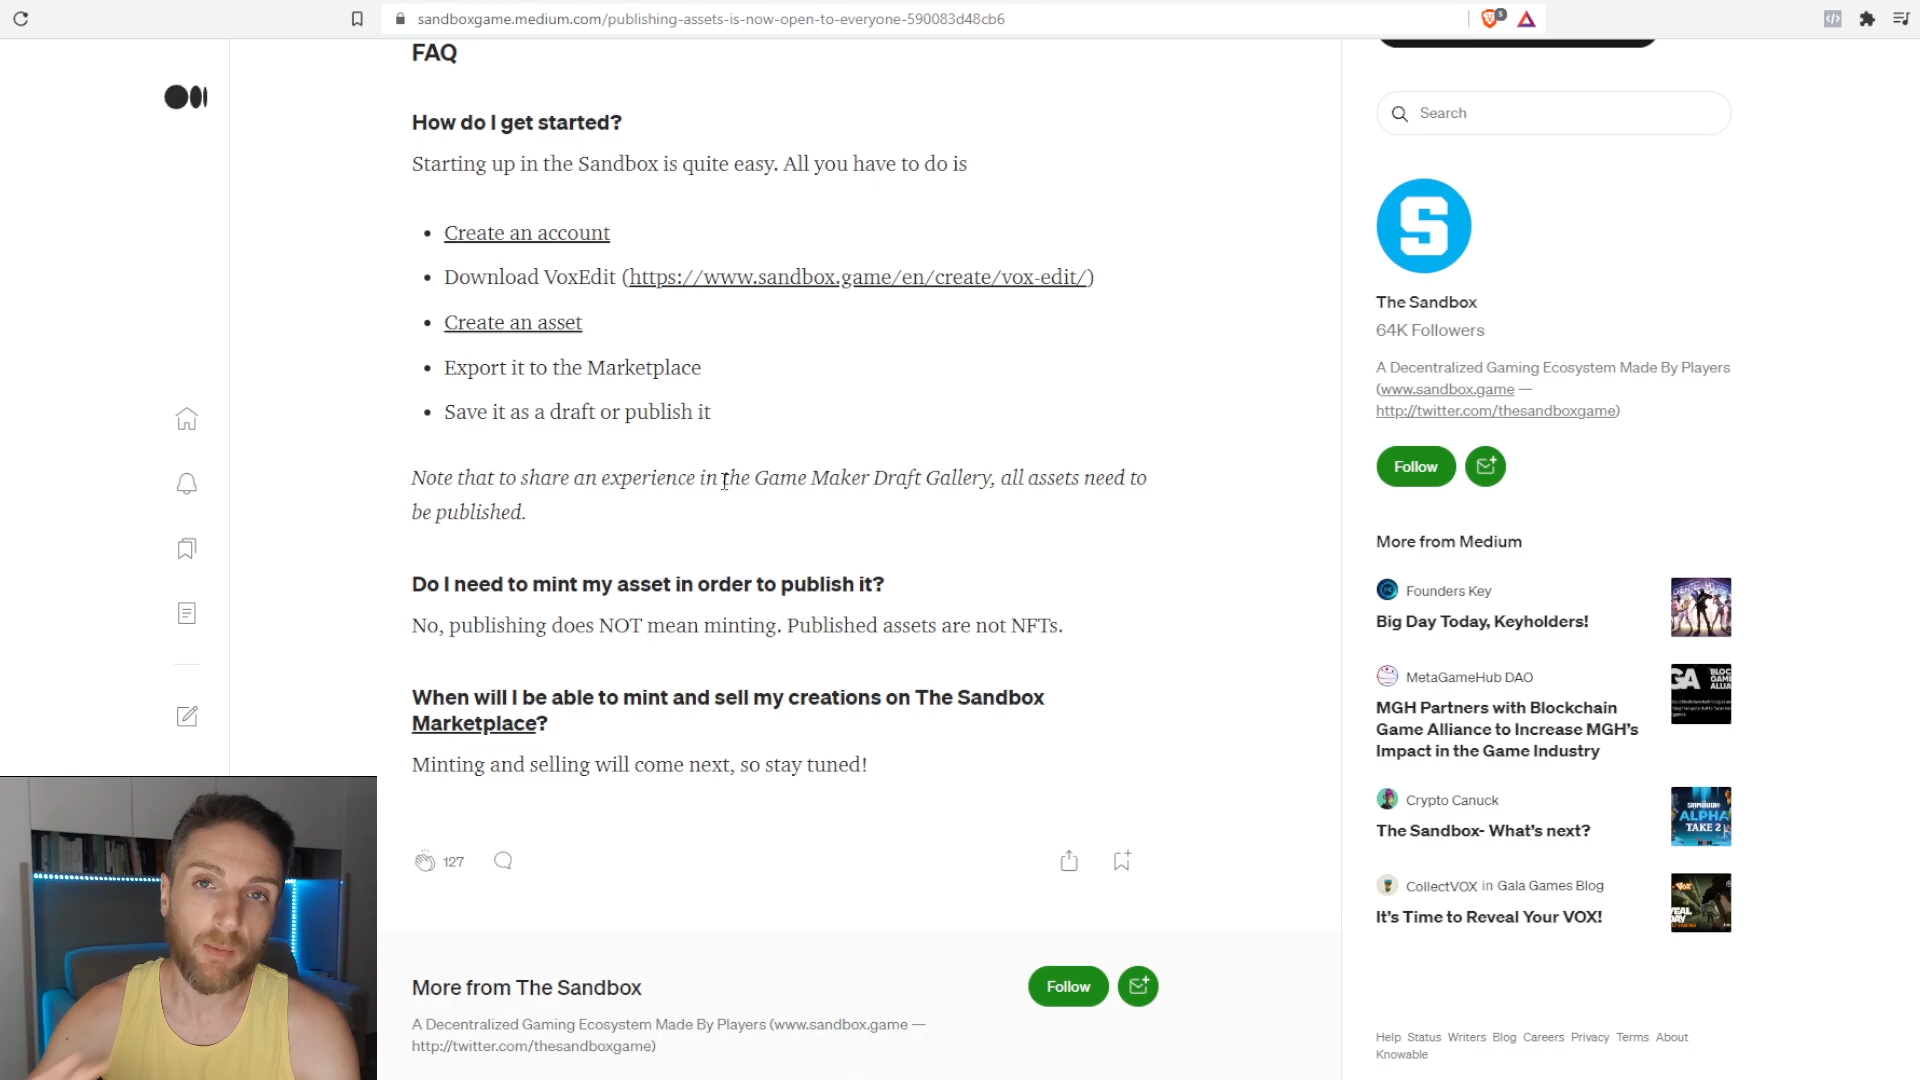 sandboxgame.medium.com/publishing-assets-is-now-open-to-everyone-590083d48cb6
5
FAQ
How do I get started?
Starting up in the Sandbox is quite easy. All you have to do is
• Create an account
• Download VoxEdit (https://www.sandbox.game/en/create/vox-edit/)
• Create an asset
• Export it to the Marketplace
• Save it as a draft or publish it
Note that to share an experience in the Game Maker Draft Gallery, all assets need to
be published.
Do I need to mint my asset in order to publish it?
No, publishing does NOT mean minting. Published assets are not NFTs.
When will I be able to mint and sell my creations on The Sandbox
Marketplace?
Minting and selling will come next, so stay tuned!
127
More from The Sandbox
A Decentralized Gaming Ecosystem Made By Players (www.sandbox.game —
http://twitter.com/thesandboxgame)
Follow
Search
S
The Sandbox
64K Followers
A Decentralized Gaming Ecosystem Made By Players
(www.sandbox.game —
http://twitter.com/thesandboxgame)
Follow
More from Medium
Founders Key
Big Day Today, Keyholders!
MetaGameHub DAO
MGH Partners with Blockchain
Game Alliance to Increase MGH's
Impact in the Game Industry
Crypto Canuck
The Sandbox- What's next?
ALPHA
TAKE 2
CollectVOX in Gala Games Blog
It's Time to Reveal Your VOX!
Help Status Writers Blog Careers Privacy Terms About
Knowable